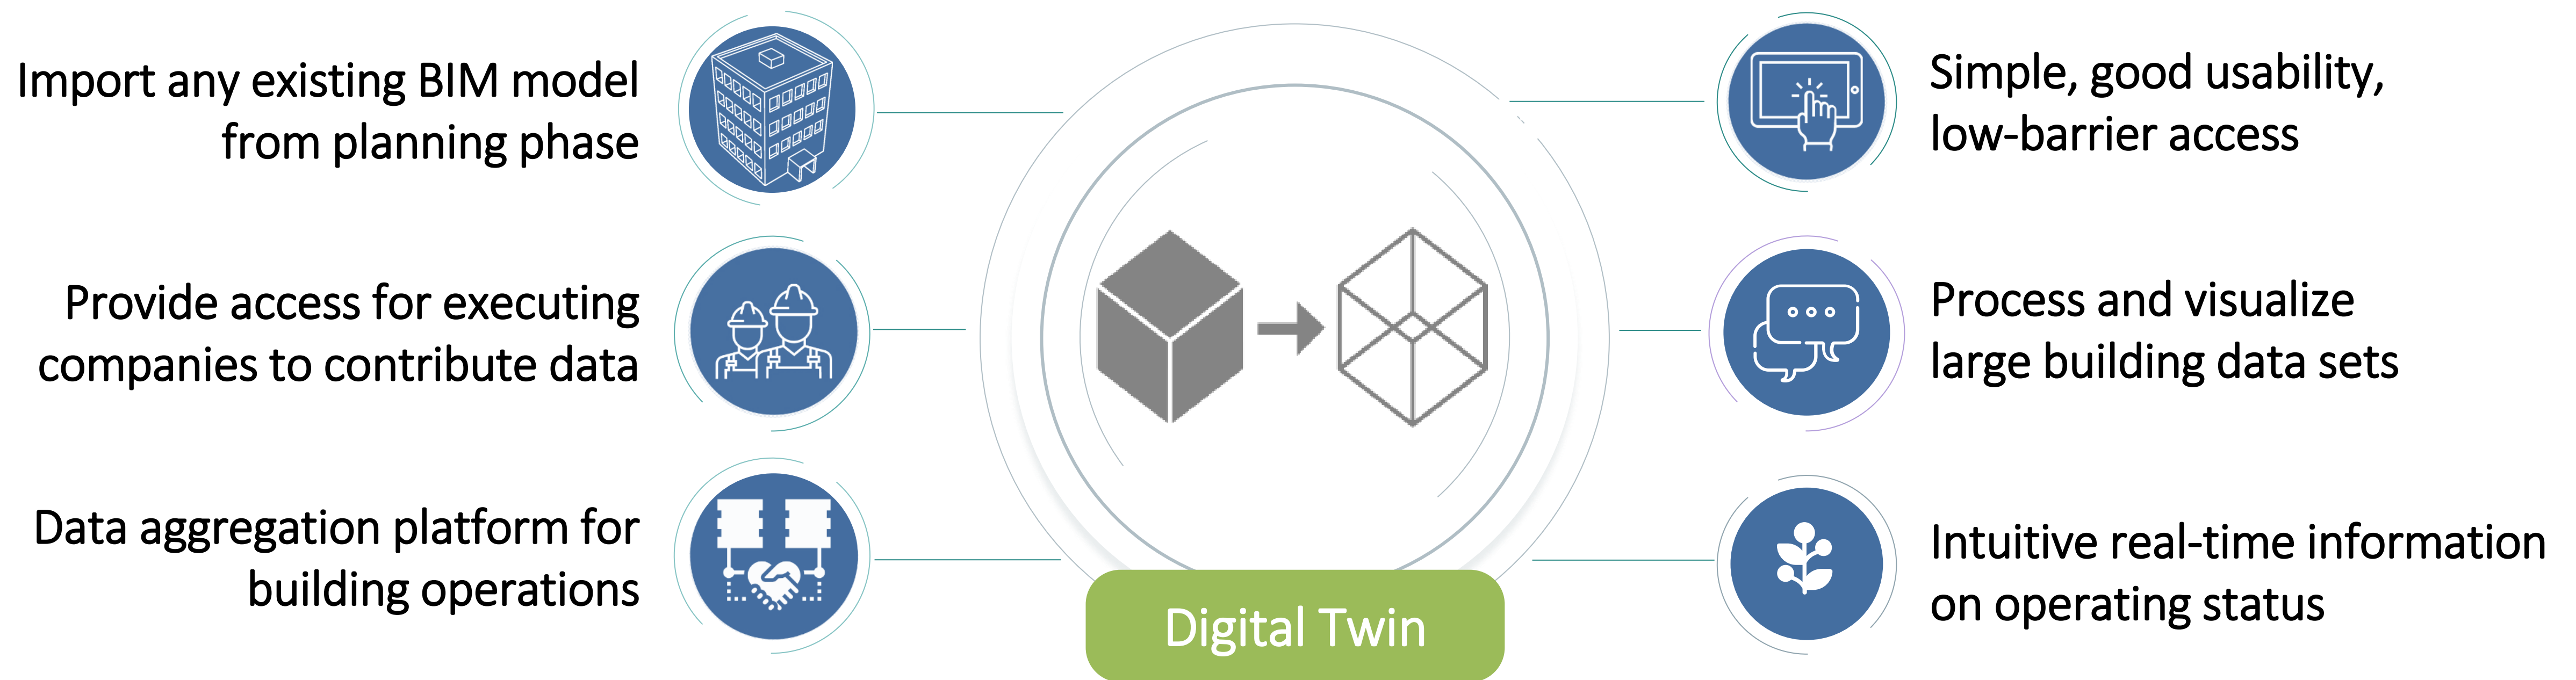 Import any existing BIM model
from planning phase
Provide access for executing
companies to contribute data
Data aggregation platform for
building operations
Digital Twin
Simple, good usability,
low-barrier access
Process and visualize
large building data sets
Intuitive real-time information
on operating status